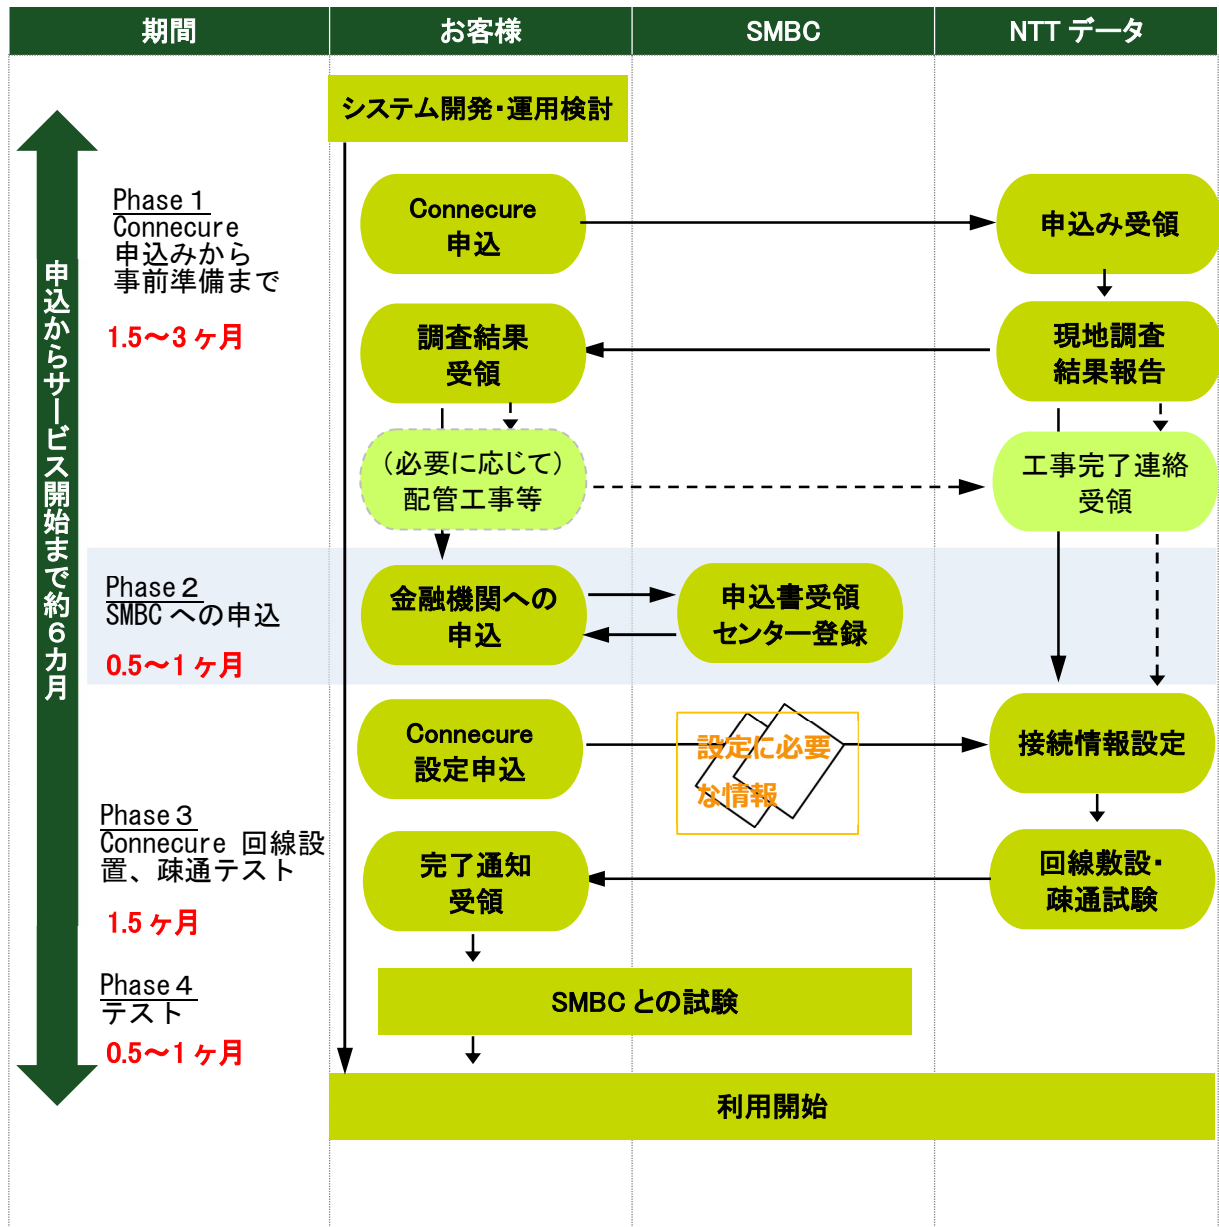 期間
お客様
SMBC
NTT データ
システム開発・運用検討
申込からサービス開始まで約6カ月
Phase 1
Connecure
申込みから
事前準備まで
1.5～3 ヶ月
Connecure
申込
申込み受領
調査結果
受領
現地調査
結果報告
（必要に応じて）
配管工事等
工事完了連絡
受領
Phase 2
SMBC への申込
0.5～1 ヶ月
金融機関への
申込
申込書受領
センター登録
Connecure
設定申込
設定に必要
な情報
接続情報設定
Phase 3
Connecure 回線設
置、疎通テスト
1.5 ヶ月
完了通知
受領
回線敷設・
疎通試験
Phase 4
テスト
0.5～1 ヶ月
SMBC との試験
利用開始